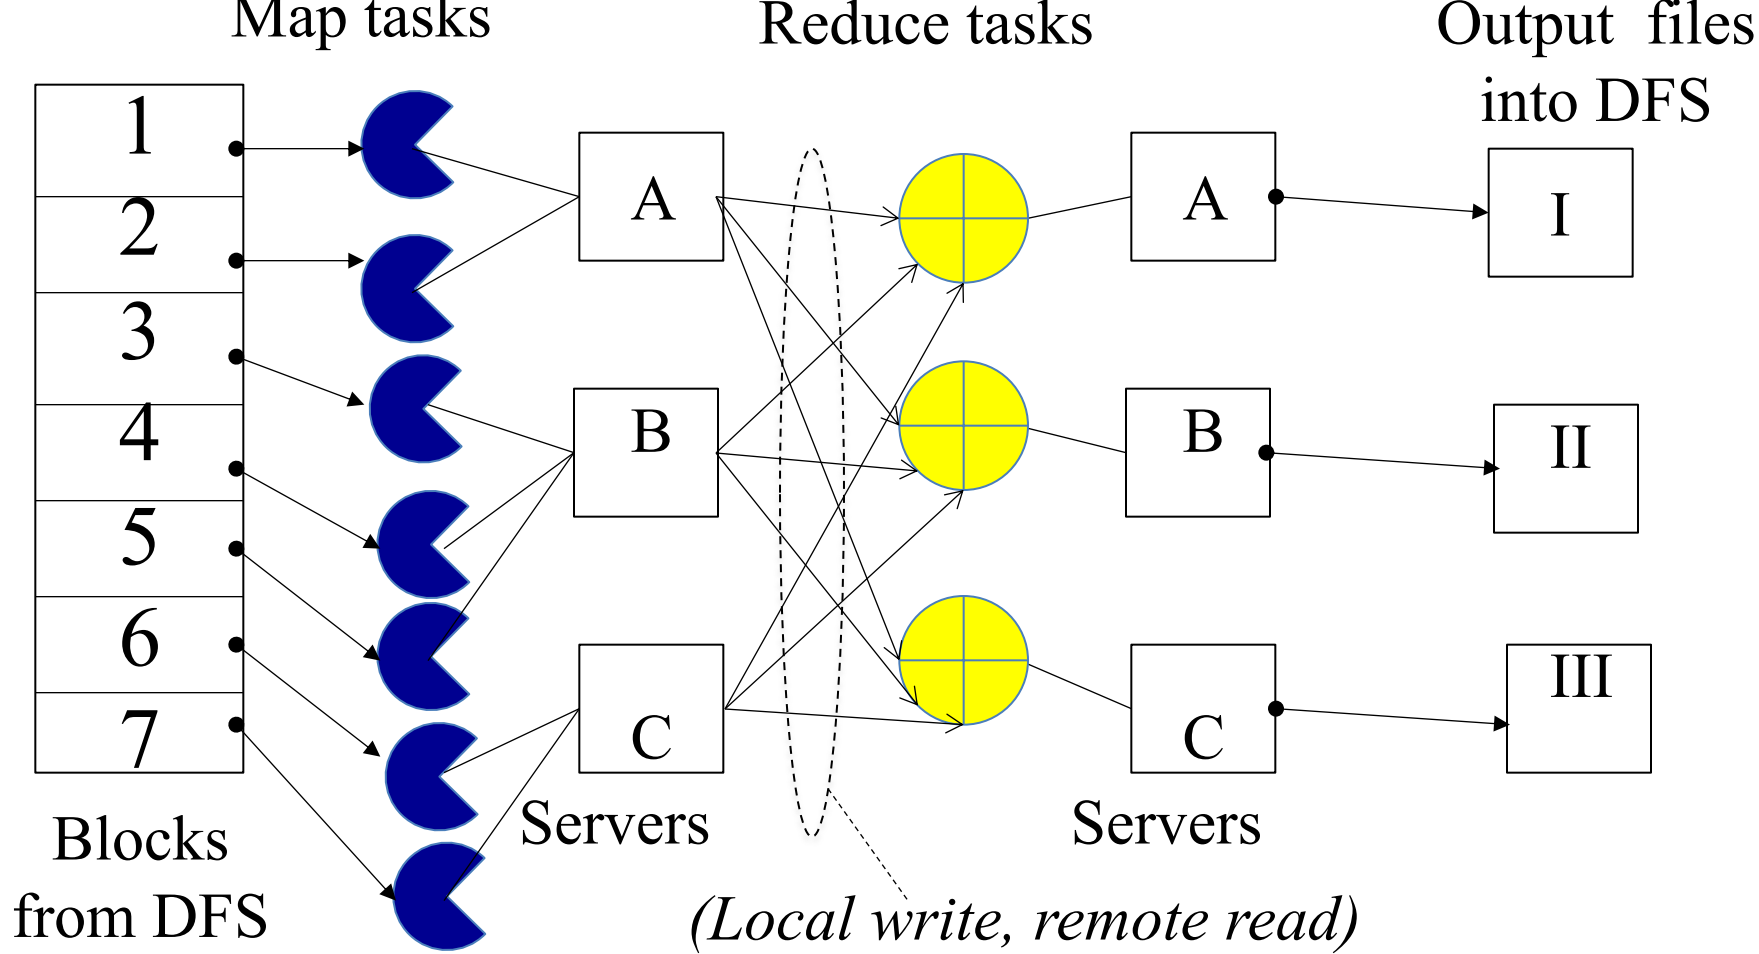 Map tasks
Reduce tasks
Output files
into DFS
1
2
3
4
5
6
7
A
B
C
A
B
C
I
II
III
Blocks
from DFS
Servers
Servers
(Local write, remote read)